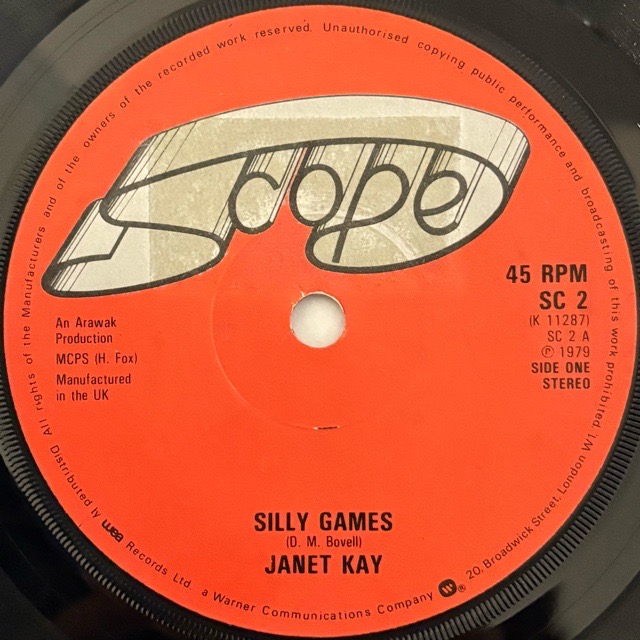 All rights of the Manufacturers and of the owners of the recorded work reserved. Unauthorised copying public performance and broadcasting of this work prohibited.
Scope
45 RPM
SC 2
(K 11287)
SC 2 A
℗ 1979
SIDE ONE
STEREO
An Arawak
Production
MCPS (H. Fox)
Manufactured
in the UK
SILLY GAMES
(D. M. Bovell)
JANET KAY
Distributed by wea Records Ltd. a Warner Communications Company W ® 20, Broadwick Street, London W1